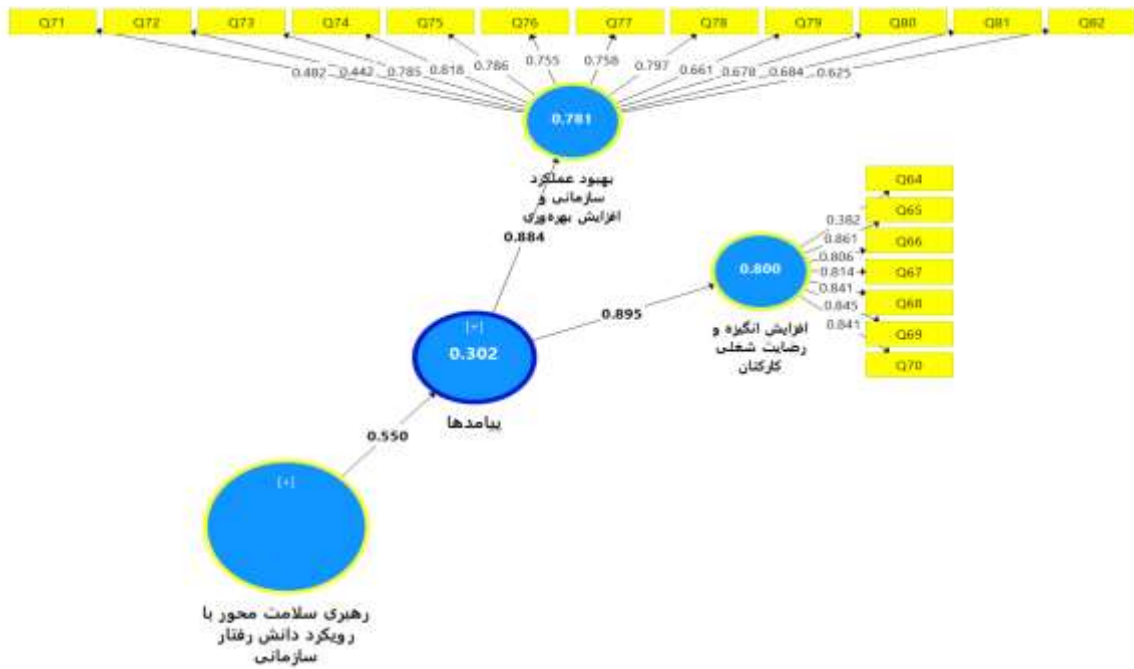 Q71 Q72 Q73 Q74 Q75 Q76 Q77 Q78 Q79 Q80 Q81 Q82
0.482 0.442 0.785 0.818 0.786 0.755 0.758 0.797 0.661 0.678 0.684 0.625
0.781
بهبود عملکرد
سازمانی و
افزایش بهره‌وری
0.884
Q64
0.382
Q65
0.861
Q66
0.806
Q67
0.814
Q68
0.841
Q69
0.845
Q70
0.841
0.800
افزایش انگیزه و
رضایت شغلی
کارکنان
0.895
[+]
0.302
پیامدها
0.550
[+]
رهبری سلامت محور با
رویکرد دانش رفتار
سازمانی